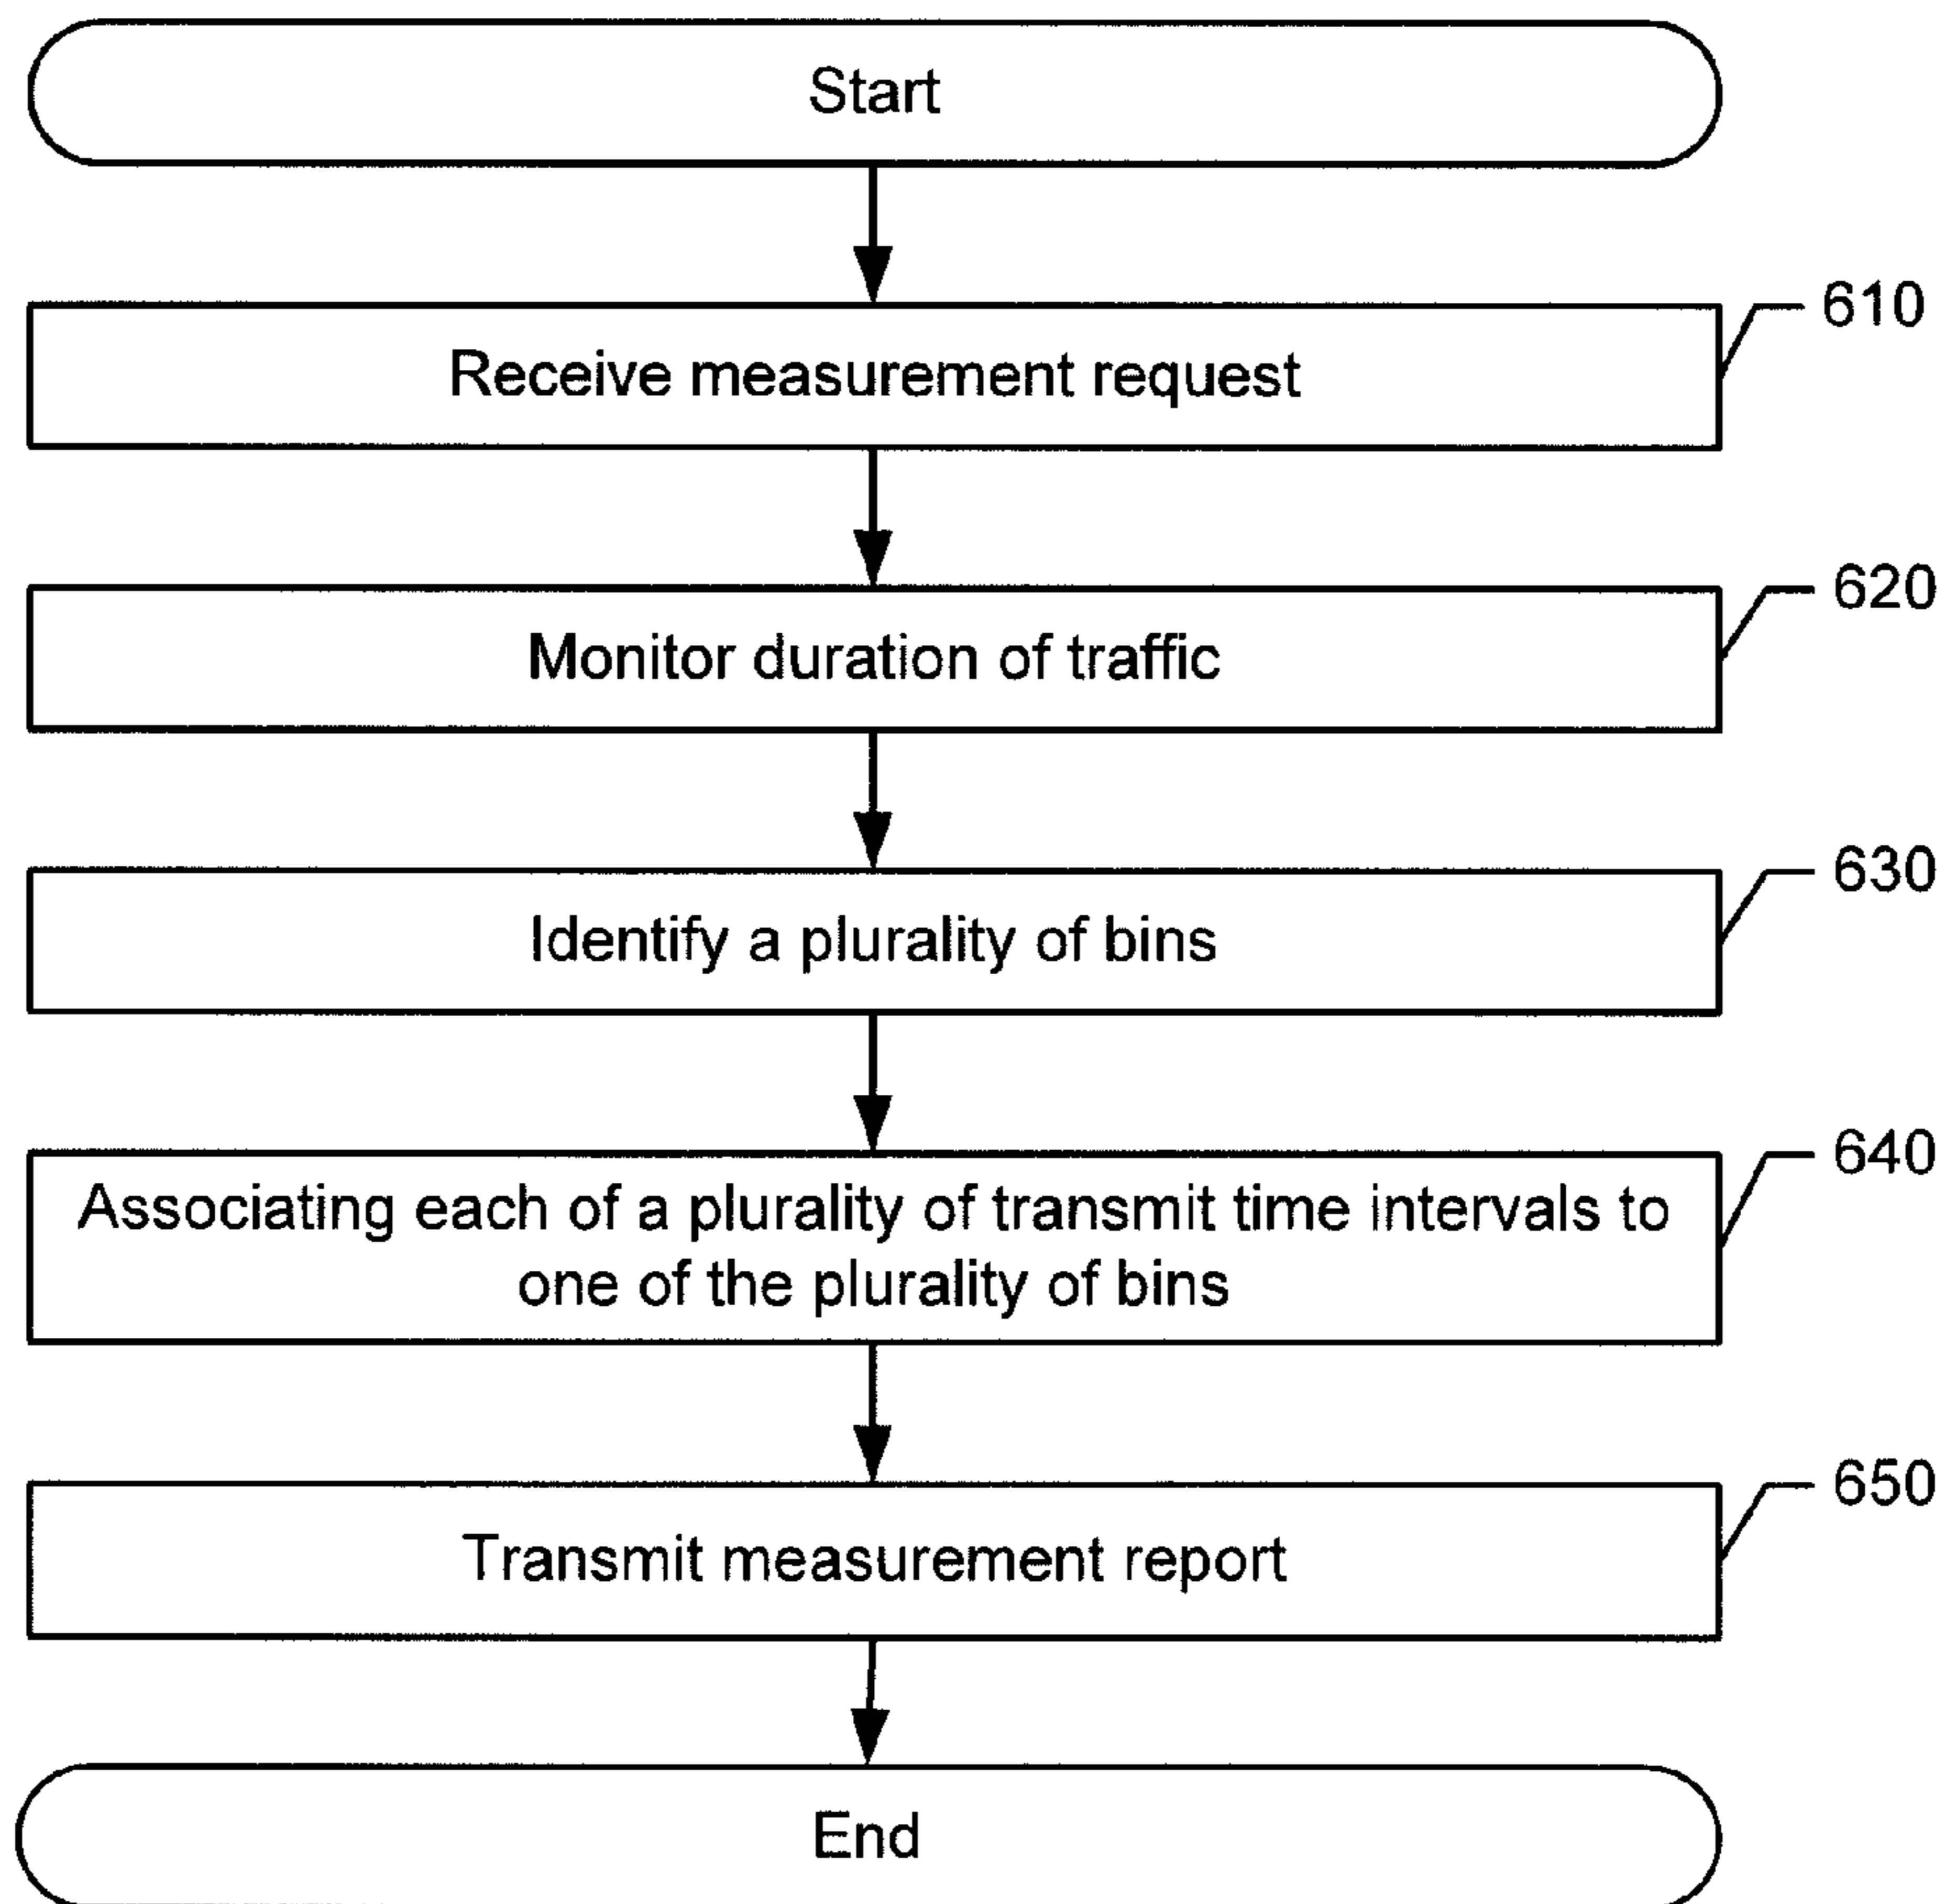 Start
610
Receive measurement request
620
Monitor duration of traffic
630
Identify a plurality of bins
640
Associating each of a plurality of transmit time intervals to
one of the plurality of bins
650
Transmit measurement report
End